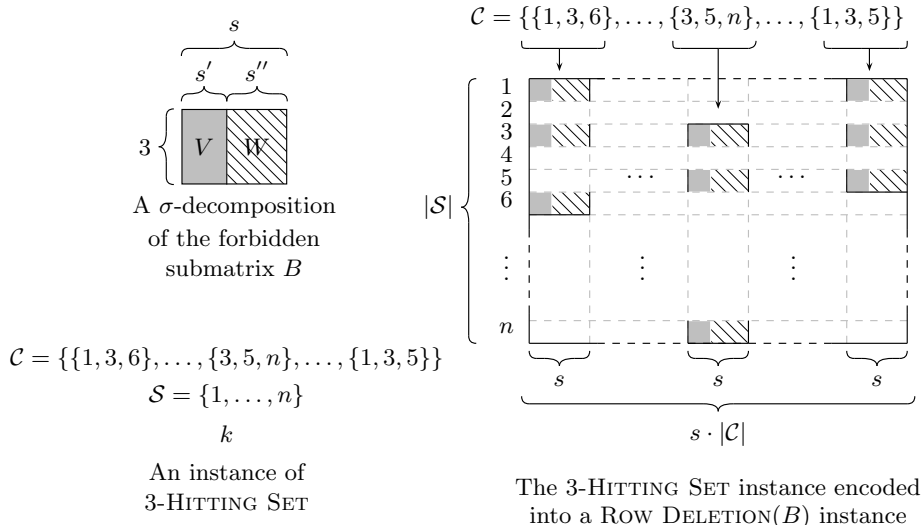 s
s′ s″
3 V W
A σ-decomposition
of the forbidden
submatrix B
C = {{1, 3, 6}, . . . , {3, 5, n}, . . . , {1, 3, 5}}
S = {1, . . . , n}
k
An instance of
3-HITTING SET
C = {{1, 3, 6}, . . . , {3, 5, n}, . . . , {1, 3, 5}}
1
2
3
4
5 · · · · · ·
6
|S|
⋮ ⋮ ⋮
n
s s s
s · |C|
The 3-HITTING SET instance encoded
into a ROW DELETION(B) instance